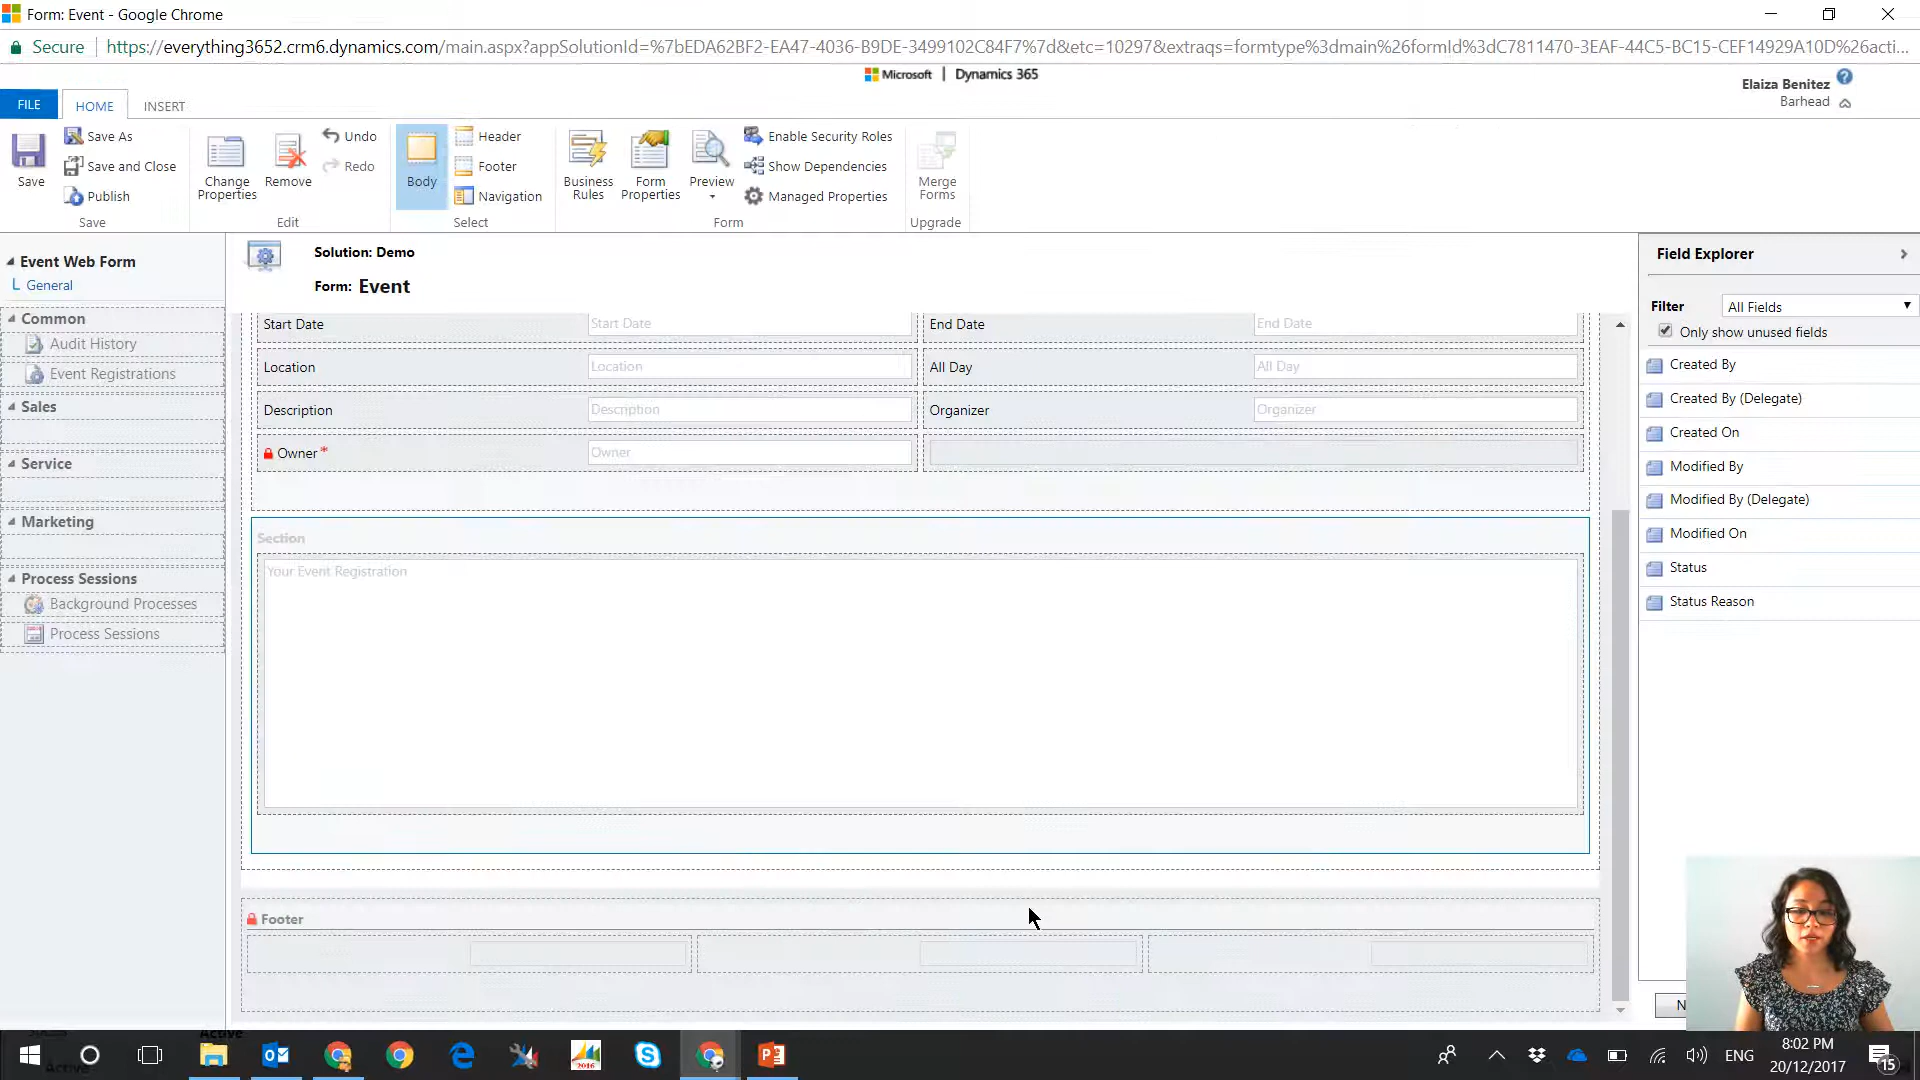 Form: Event - Google Chrome
Secure
https://everything3652.crm6.dynamics.com/main.aspx?appSolutionId=%7bEDA62BF2-EA47-4036-B9DE-3499102C84F7%7d&etc=10297&extraqs=formtype%3dmain%26formId%3dC7811470-3EAF-44C5-BC15-CEF14929A10D%26acti...
Microsoft | Dynamics 365
Elaiza Benitez
Barhead
FILE
HOME
INSERT
Save
Save As
Save and Close
Publish
Save
Change Properties
Remove
Undo
Redo
Edit
Body
Header
Footer
Navigation
Select
Business Rules
Form Properties
Preview
Enable Security Roles
Show Dependencies
Managed Properties
Form
Merge Forms
Upgrade
Event Web Form
General
Common
Audit History
Event Registrations
Sales
Service
Marketing
Process Sessions
Background Processes
Process Sessions
Solution: Demo
Form: Event
Start Date Start Date End Date End Date
Location Location All Day All Day
Description Description Organizer Organizer
Owner* Owner
Section
Your Event Registration
Footer
Field Explorer
Filter All Fields
Only show unused fields
Created By
Created By (Delegate)
Created On
Modified By
Modified By (Delegate)
Modified On
Status
Status Reason
N
Active
Active
2016
ENG
8:02 PM
20/12/2017
15